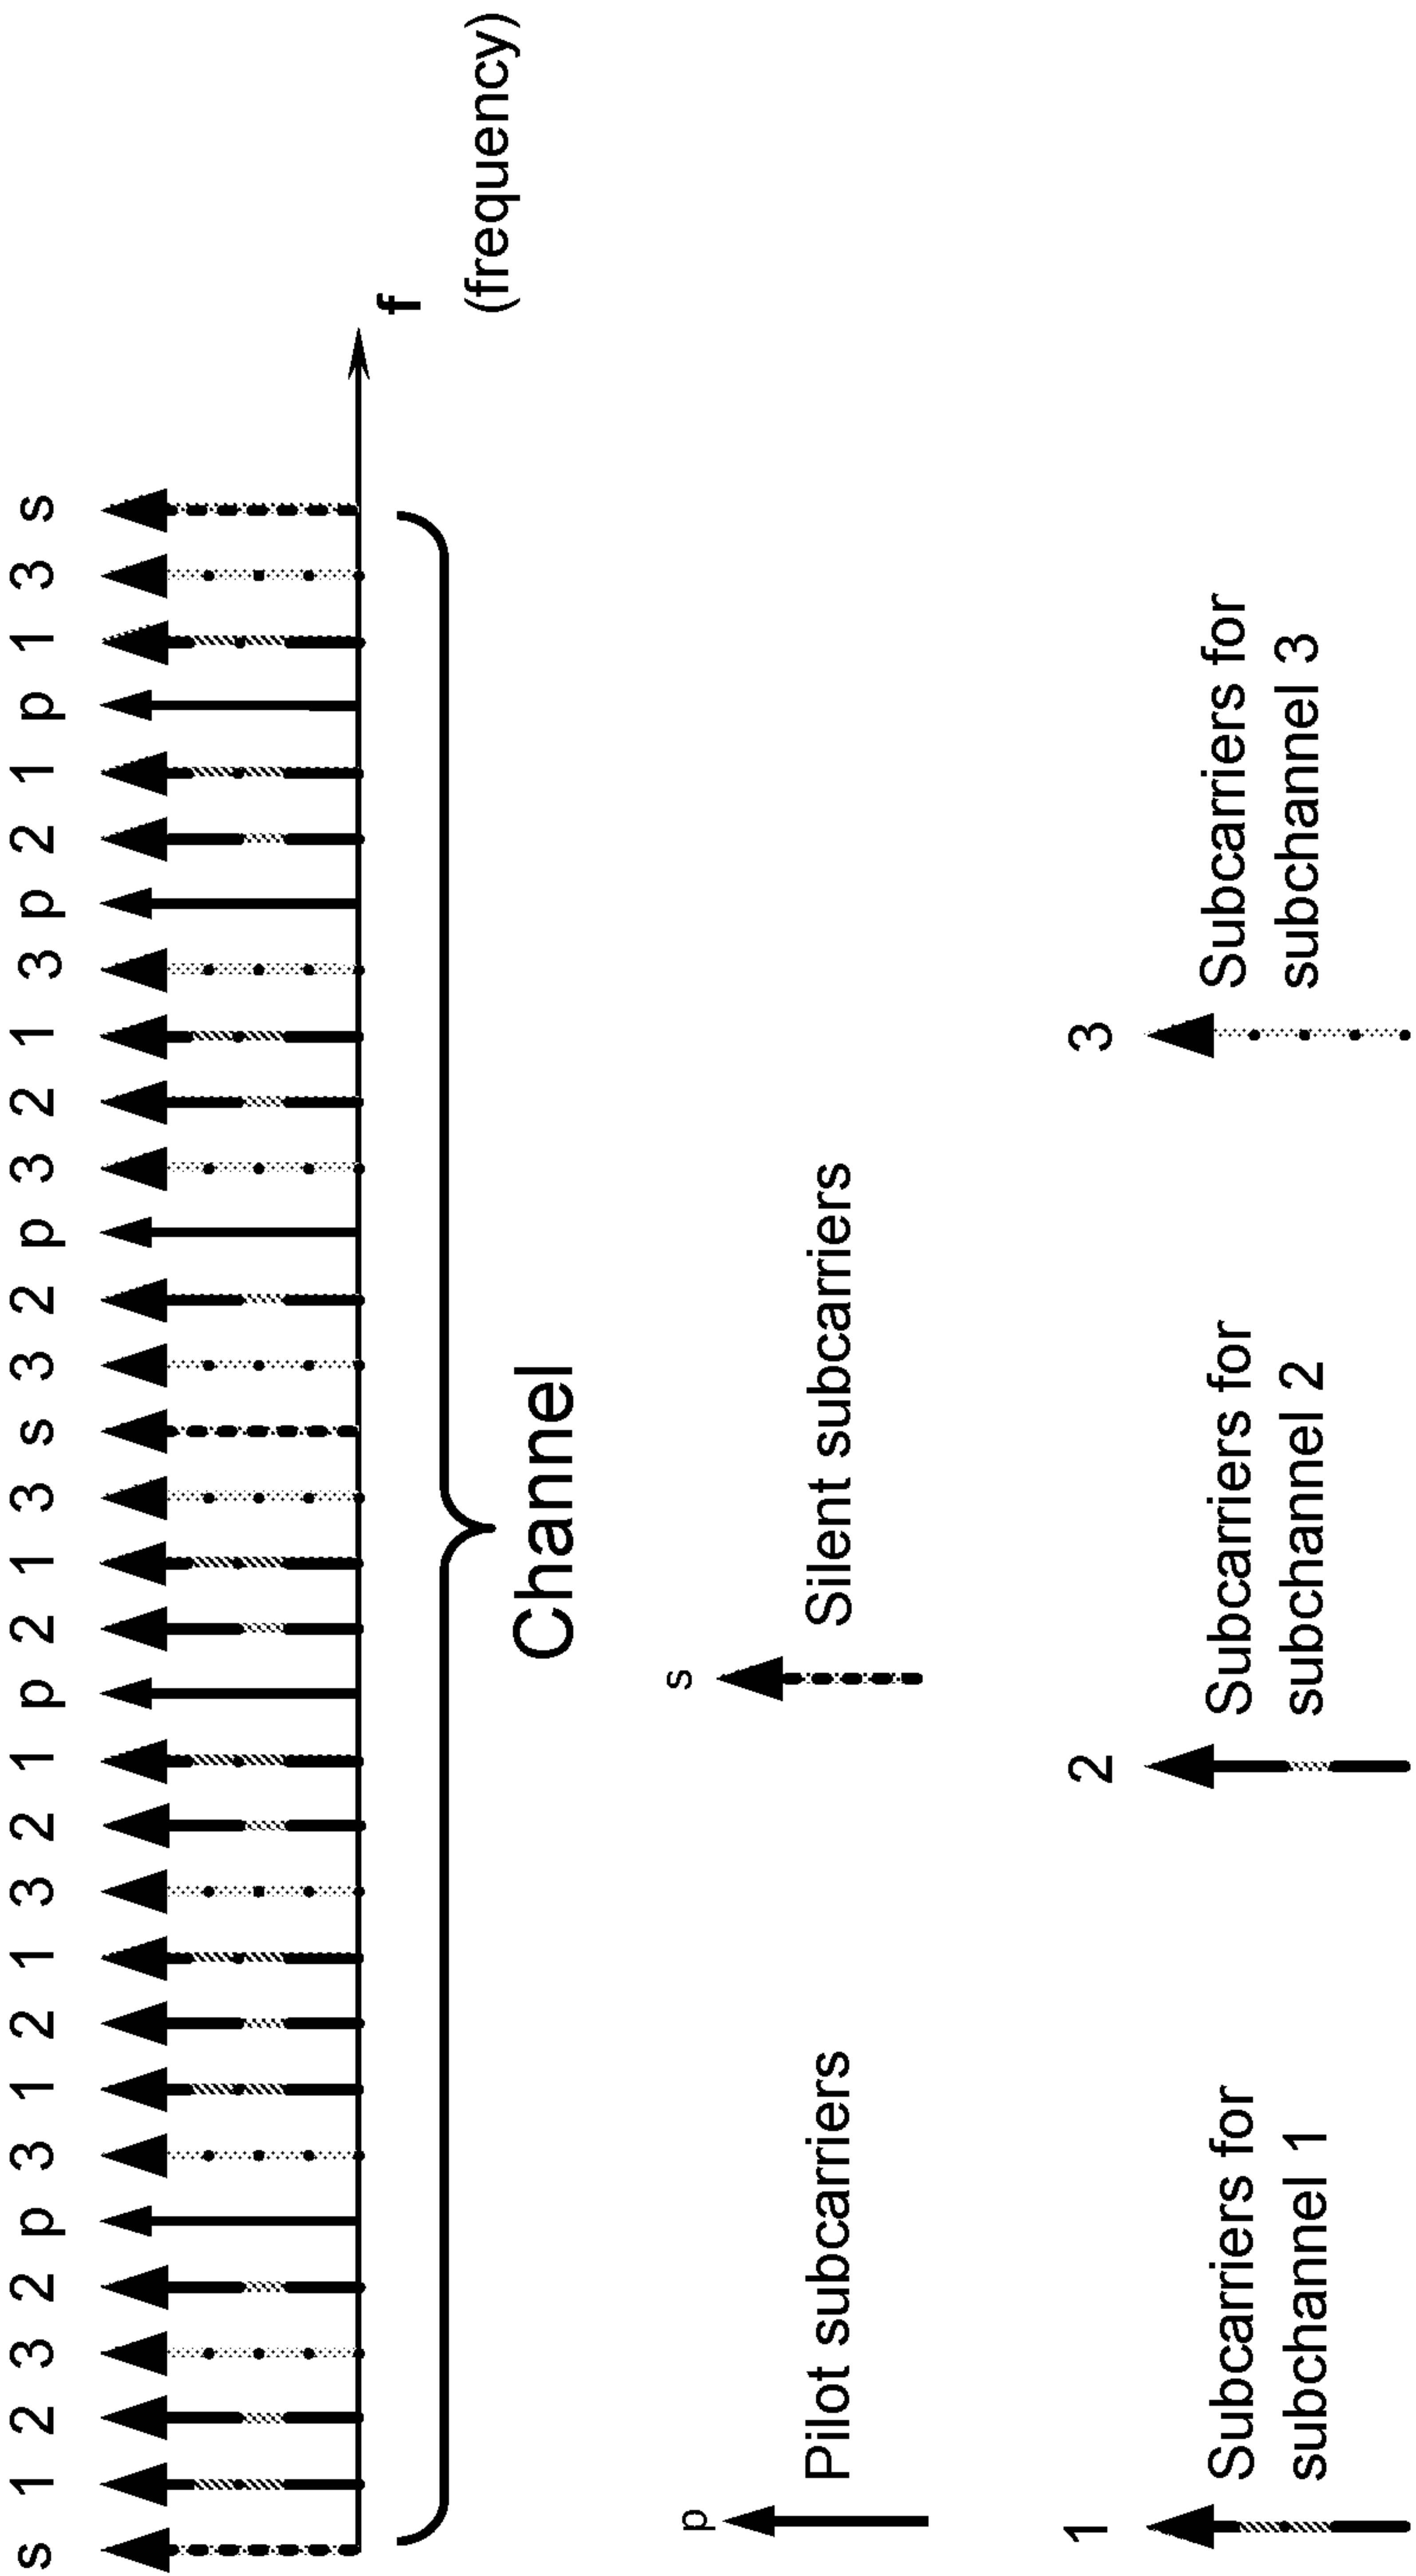 s 1 2 3 2 p 3 1 2 1 3 2 1 p 2 1 3 s 3 2 p 3 2 1 3 p 2 1 p 1 3 s
f
(frequency)
Channel
p
Pilot subcarriers
s
Silent subcarriers
1
Subcarriers for
subchannel 1
2
Subcarriers for
subchannel 2
3
Subcarriers for
subchannel 3